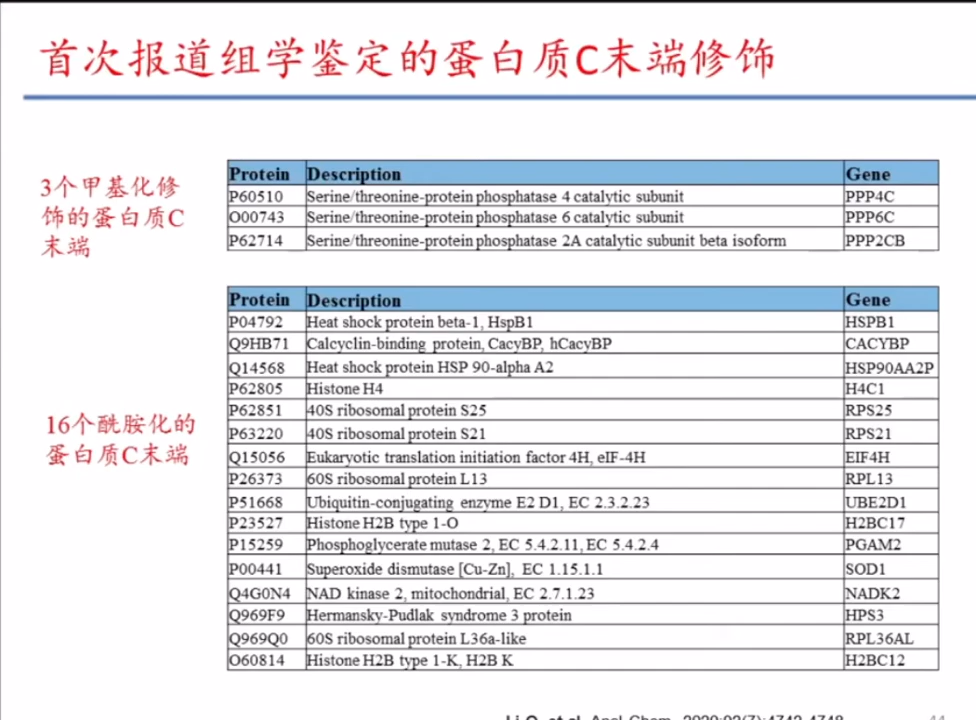 首次报道组学鉴定的蛋白质C末端修饰
3个甲基化修
饰的蛋白质C
末端
Protein Description Gene
P60510 Serine/threonine-protein phosphatase 4 catalytic subunit PPP4C
O00743 Serine/threonine-protein phosphatase 6 catalytic subunit PPP6C
P62714 Serine/threonine-protein phosphatase 2A catalytic subunit beta isoform PPP2CB
16个酰胺化的
蛋白质C末端
Protein Description Gene
P04792 Heat shock protein beta-1, HspB1 HSPB1
Q9HB71 Calcyclin-binding protein, CacyBP, hCacyBP CACYBP
Q14568 Heat shock protein HSP 90-alpha A2 HSP90AA2P
P62805 Histone H4 H4C1
P62851 40S ribosomal protein S25 RPS25
P63220 40S ribosomal protein S21 RPS21
Q15056 Eukaryotic translation initiation factor 4H, eIF-4H EIF4H
P26373 60S ribosomal protein L13 RPL13
P51668 Ubiquitin-conjugating enzyme E2 D1, EC 2.3.2.23 UBE2D1
P23527 Histone H2B type 1-O H2BC17
P15259 Phosphoglycerate mutase 2, EC 5.4.2.11, EC 5.4.2.4 PGAM2
P00441 Superoxide dismutase [Cu-Zn], EC 1.15.1.1 SOD1
Q4G0N4 NAD kinase 2, mitochondrial, EC 2.7.1.23 NADK2
Q969F9 Hermansky-Pudlak syndrome 3 protein HPS3
Q969Q0 60S ribosomal protein L36a-like RPL36AL
O60814 Histone H2B type 1-K, H2B K H2BC12